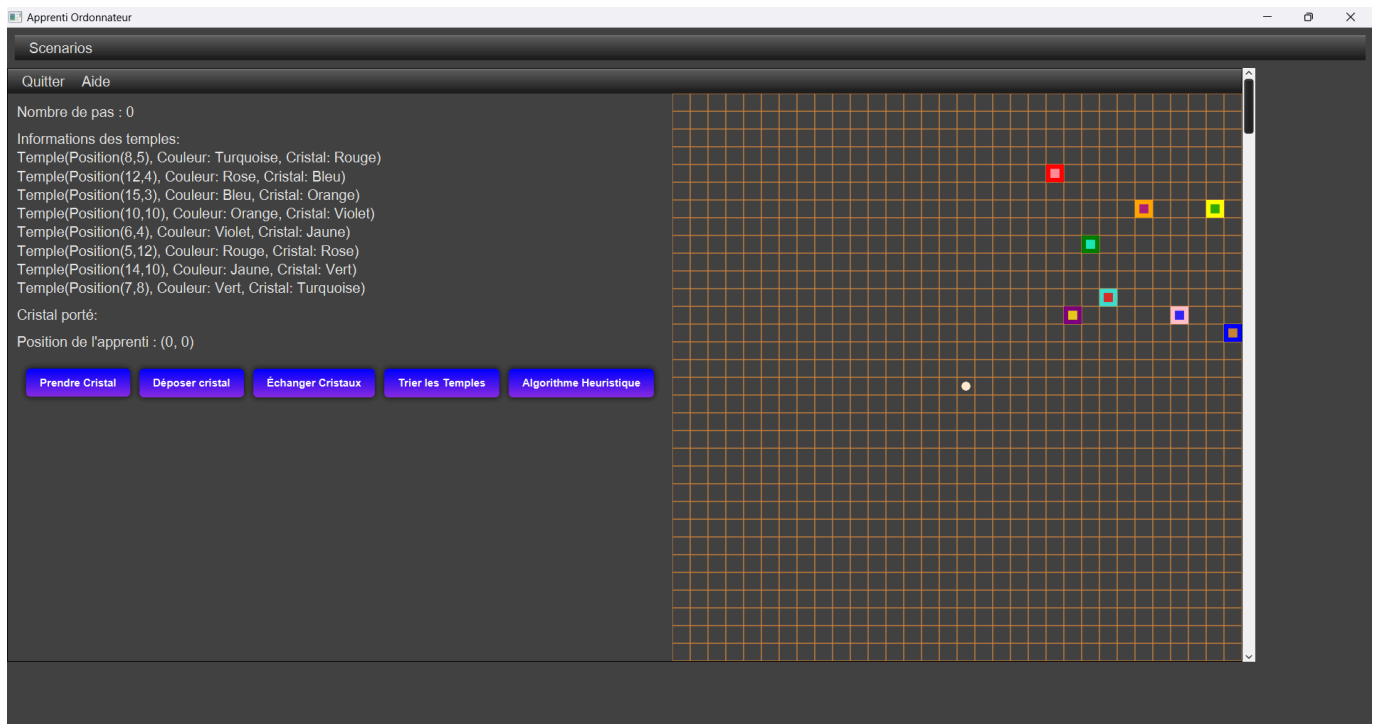 Apprenti Ordonnateur
Scenarios
Quitter Aide
Nombre de pas : 0
Informations des temples:
Temple(Position(8,5), Couleur: Turquoise, Cristal: Rouge)
Temple(Position(12,4), Couleur: Rose, Cristal: Bleu)
Temple(Position(15,3), Couleur: Bleu, Cristal: Orange)
Temple(Position(10,10), Couleur: Orange, Cristal: Violet)
Temple(Position(6,4), Couleur: Violet, Cristal: Jaune)
Temple(Position(5,12), Couleur: Rouge, Cristal: Rose)
Temple(Position(14,10), Couleur: Jaune, Cristal: Vert)
Temple(Position(7,8), Couleur: Vert, Cristal: Turquoise)
Cristal porté:
Position de l'apprenti : (0, 0)
Prendre Cristal Déposer cristal Échanger Cristaux Trier les Temples Algorithme Heuristique